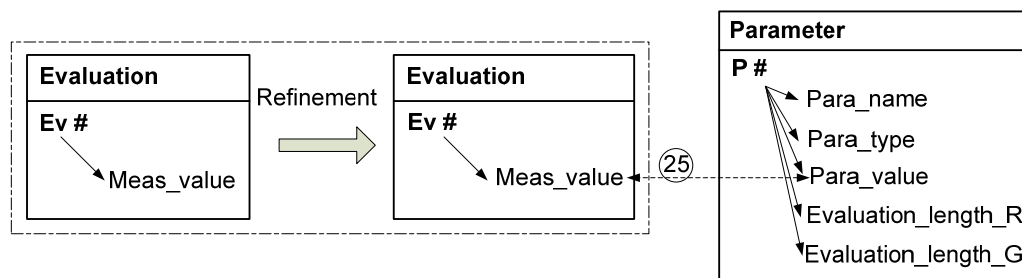 Evaluation
Ev #
Meas_value
Refinement
Evaluation
Ev #
Meas_value
25
Parameter
P #
Para_name
Para_type
Para_value
Evaluation_length_R
Evaluation_length_G